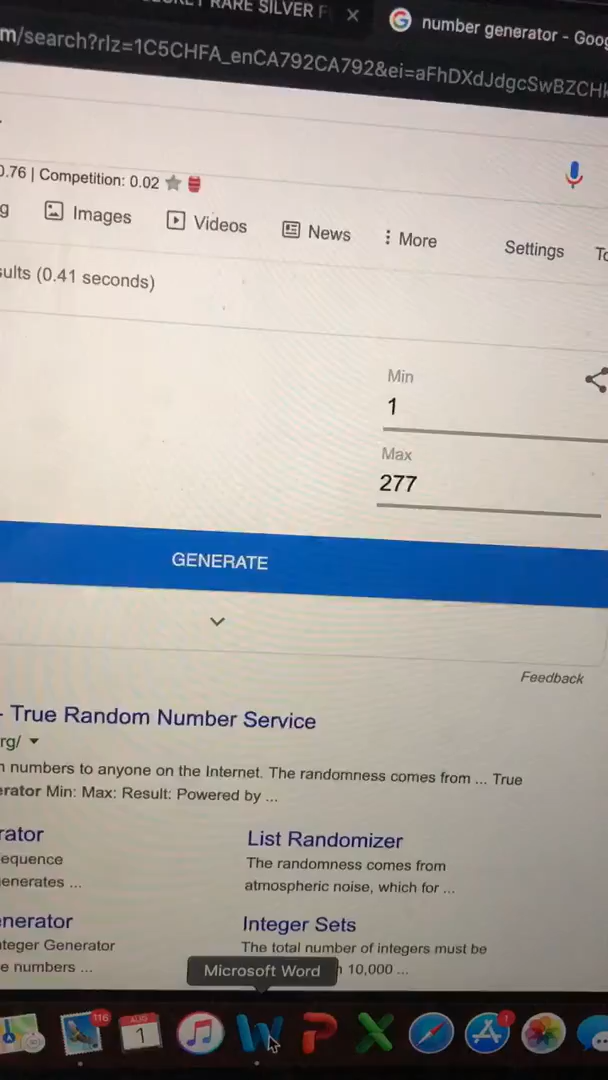 RARE SILVER F
number generator - Goog
m/search?rlz=1C5CHFA_enCA792CA792&ei=aFhDXdJdgcSwBZCHk
0.76 | Competition: 0.02
g Images Videos News More Settings To
sults (0.41 seconds)
Min
1
Max
277
GENERATE
Feedback
- True Random Number Service
rg/
n numbers to anyone on the Internet. The randomness comes from ... True
erator Min: Max: Result: Powered by ...
rator
equence
enerates ...
List Randomizer
The randomness comes from
atmospheric noise, which for ...
nerator
nteger Generator
e numbers ...
Integer Sets
The total number of integers must be
10,000 ...
Microsoft Word
116
AUG
1
1